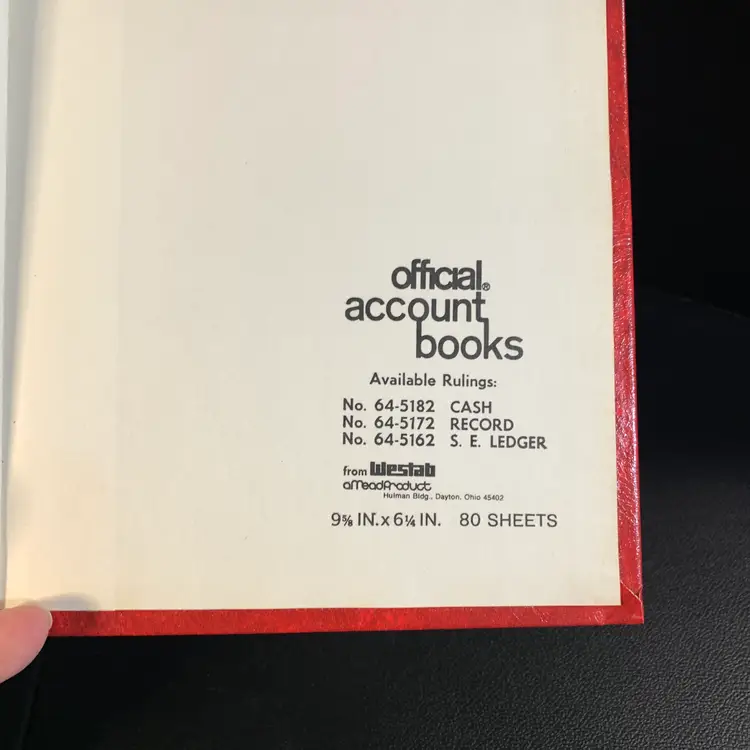 official®
account
books
Available Rulings:
No. 64-5182 CASH
No. 64-5172 RECORD
No. 64-5162 S. E. LEDGER
from Westab
a Mead Product
Hulman Bldg., Dayton, Ohio 45402
9⅝ IN. x 6¼ IN. 80 SHEETS